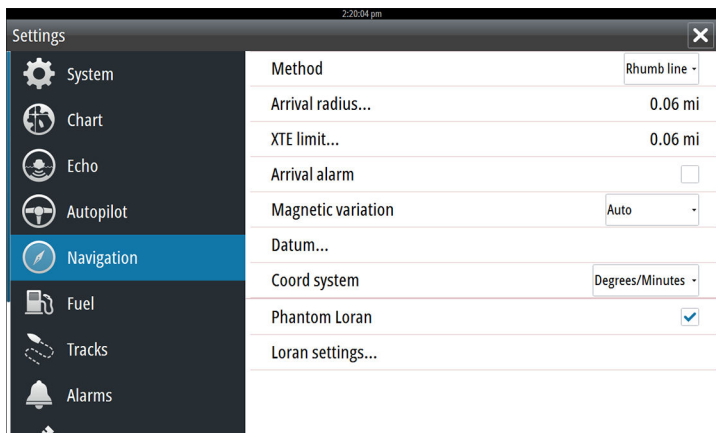 2:20:04 pm
Settings
System
Chart
Echo
Autopilot
Navigation
Fuel
Tracks
Alarms
Method Rhumb line
Arrival radius... 0.06 mi
XTE limit... 0.06 mi
Arrival alarm
Magnetic variation Auto
Datum...
Coord system Degrees/Minutes
Phantom Loran
Loran settings...